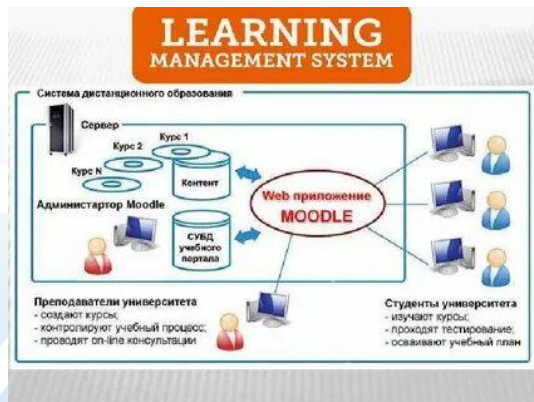 LEARNING
MANAGEMENT SYSTEM
Система дистанционного образования
Сервер
Курс 1
Курс 2
Курс N
Контент
Администартор Moodle
СУБД
учебного
портала
Web приложение
MOODLE
Преподаватели университета
- создают курсы;
- контролируют учебный процесс;
- проводят on-line консультации
Студенты университета
- изучают курсы;
- проходят тестирование;
- осваивают учебный план